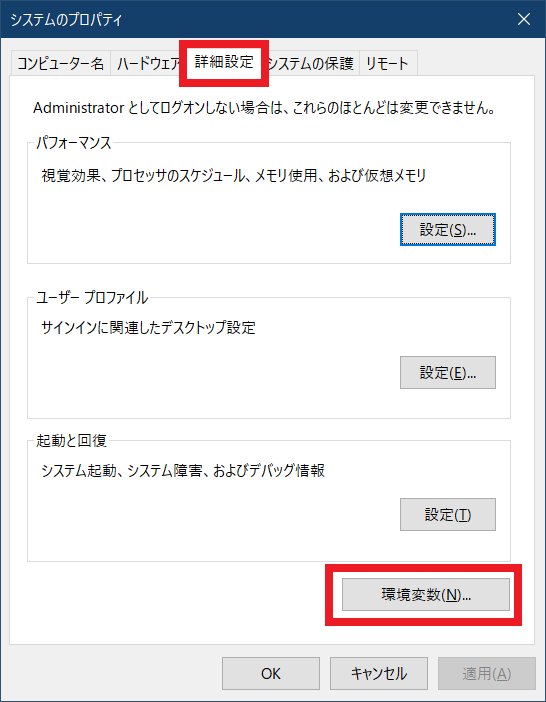 システムのプロパティ
コンピューター名 ハードウェア 詳細設定 システムの保護 リモート
Administrator としてログオンしない場合は、これらのほとんどは変更できません。
パフォーマンス
視覚効果、プロセッサのスケジュール、メモリ使用、および仮想メモリ
設定(S)...
ユーザー プロファイル
サインインに関連したデスクトップ設定
設定(E)...
起動と回復
システム起動、システム障害、およびデバッグ情報
設定(T)
環境変数(N)...
OK キャンセル 適用(A)